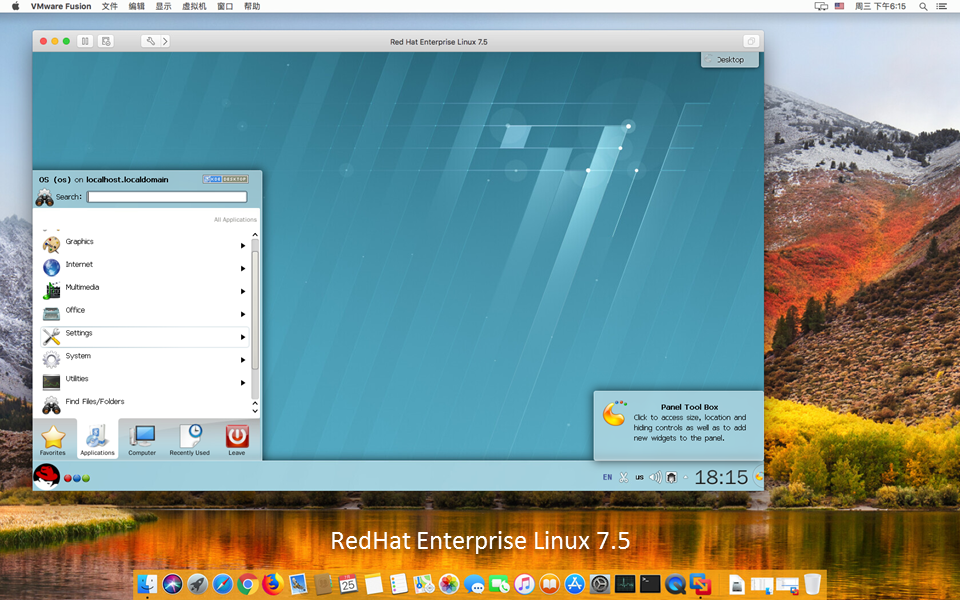 VMware Fusion 文件 编辑 显示 虚拟机 窗口 帮助 周三 下午6:15
Red Hat Enterprise Linux 7.5
Desktop
OS (os) on localhost.localdomain
Search:
All Applications
Graphics
Internet
Multimedia
Office
Settings
System
Utilities
Find Files/Folders
Favorites Applications Computer Recently Used Leave
Panel Tool Box
Click to access size, location and
hiding controls as well as to add
new widgets to the panel.
EN us 18:15
RedHat Enterprise Linux 7.5
25